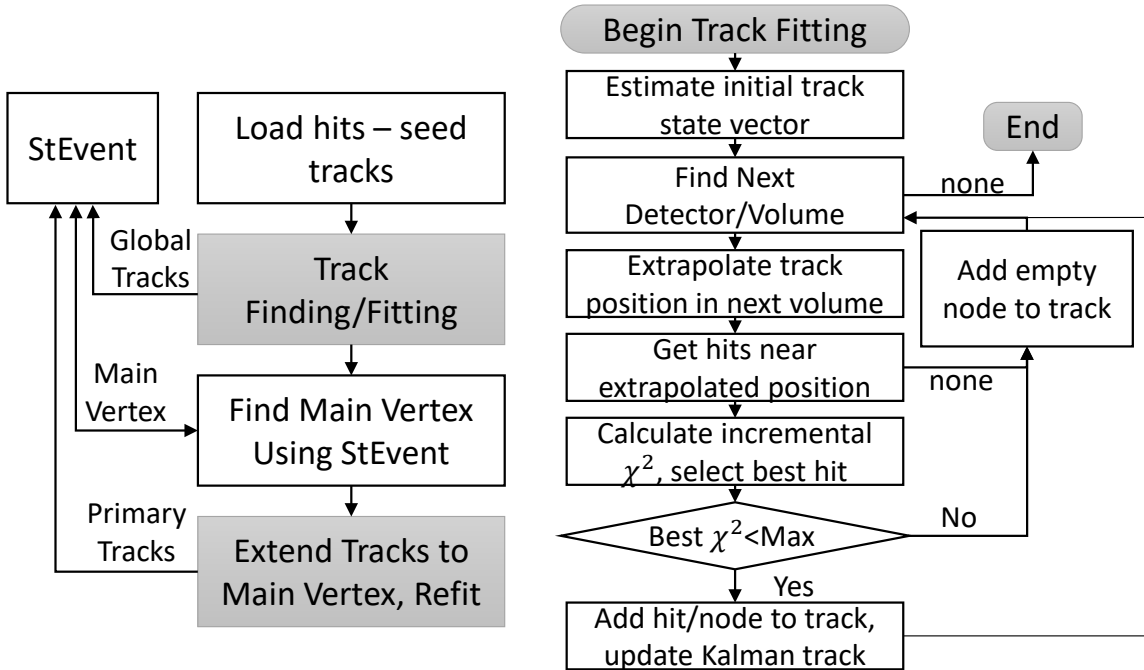 StEvent
Load hits – seed
tracks
Global
Tracks
Track
Finding/Fitting
Main
Vertex
Find Main Vertex
Using StEvent
Primary
Tracks
Extend Tracks to
Main Vertex, Refit
Begin Track Fitting
Estimate initial track
state vector
End
Find Next
Detector/Volume
none
Extrapolate track
position in next volume
Add empty
node to track
Get hits near
extrapolated position
none
Calculate incremental
χ², select best hit
Best χ²<Max
No
Yes
Add hit/node to track,
update Kalman track